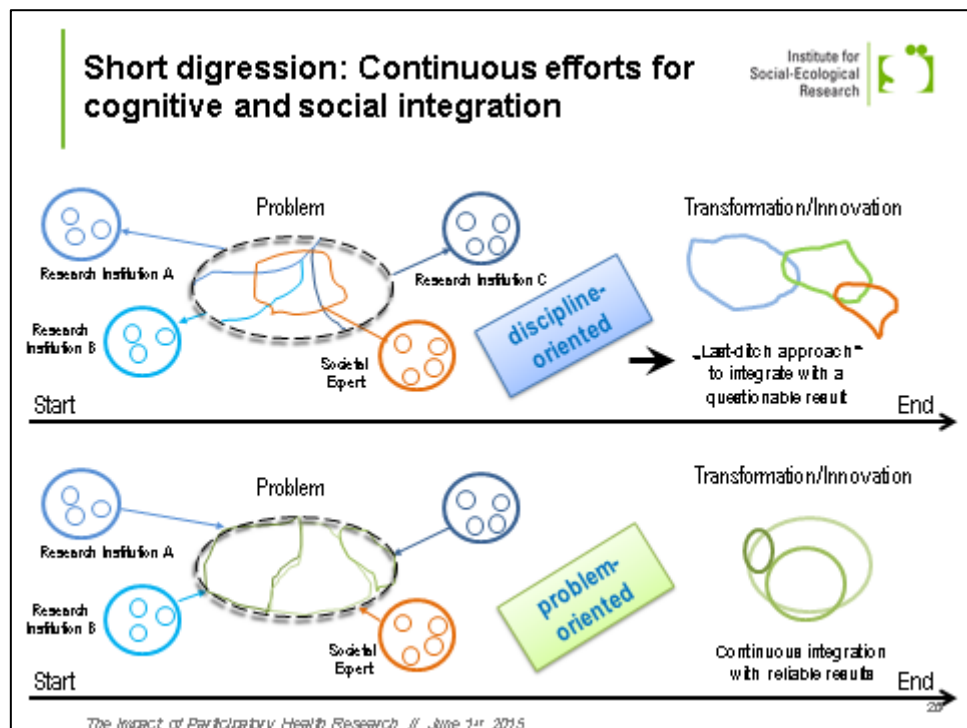 Short digression: Continuous efforts for
cognitive and social integration
Institute for
Social-Ecological
Research
Problem
Transformation/Innovation
Research Institution A
Research Institution C
Research
Institution B
Societal
Expert
discipline-
oriented
„Last-ditch approach“
to integrate with a
questionable result
Start
End
Problem
Transformation/Innovation
Research Institution A
Research
Institution B
Societal
Expert
problem-
oriented
Continuous integration
with reliable results
Start
End
The Impact of Participatory Health Research // June 1st, 2015